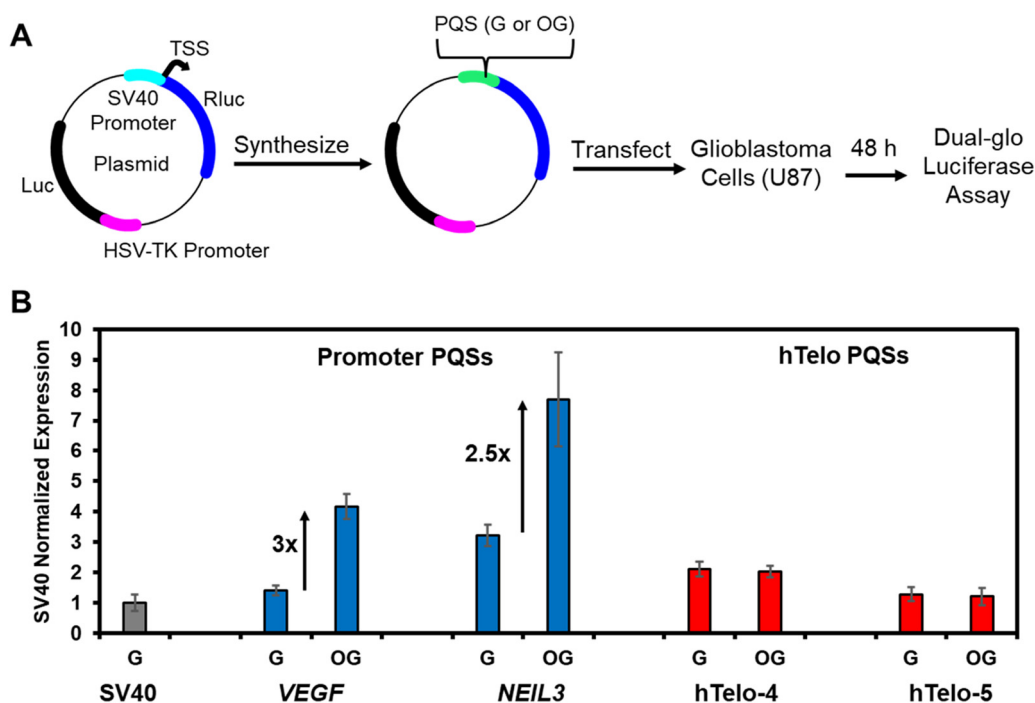 A
TSS
SV40
Promoter
Rluc
Plasmid
Luc
HSV-TK Promoter
Synthesize
PQS (G or OG)
Transfect
Glioblastoma
Cells (U87)
48 h
Dual-glo
Luciferase
Assay
B
SV40 Normalized Expression
10
9
8
7
6
5
4
3
2
1
0
Promoter PQSs
hTelo PQSs
3x
2.5x
G
G
OG
G
OG
G
OG
G
OG
SV40
VEGF
NEIL3
hTelo-4
hTelo-5